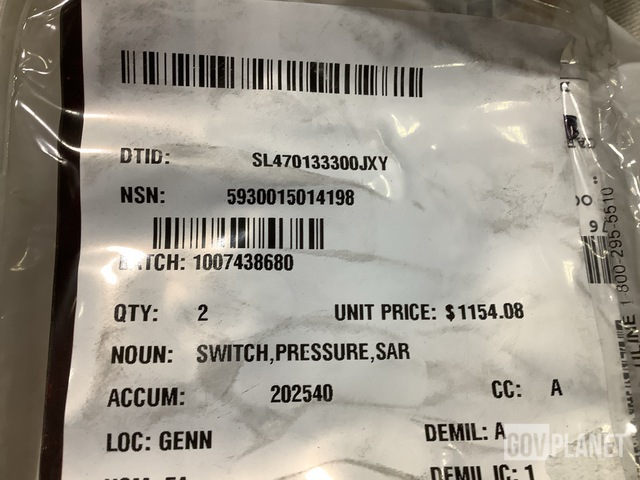 DTID: SL470133300JXY
NSN: 5930015014198
BATCH: 1007438680
QTY: 2 UNIT PRICE: $1154.08
NOUN: SWITCH,PRESSURE,SAR
ACCUM: 202540 CC: A
LOC: GENN DEMIL: A
DEMIL IC: 1
ULINE 1-800-295-5510
GOVPLANET